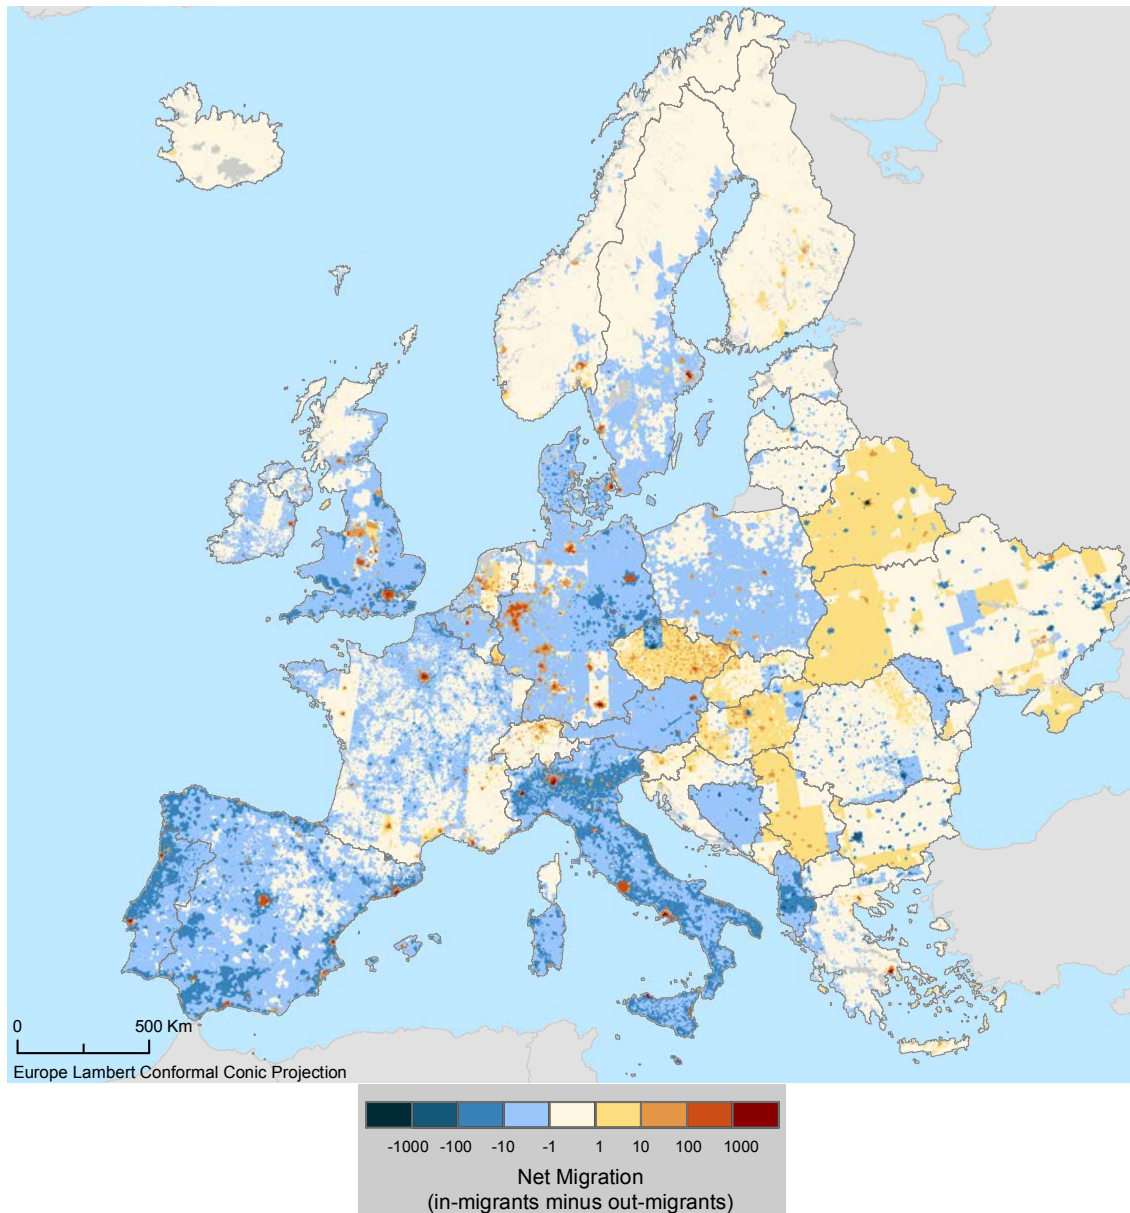 0 500 Km
Europe Lambert Conformal Conic Projection
-1000 -100 -10 -1 1 10 100 1000
Net Migration
(in-migrants minus out-migrants)